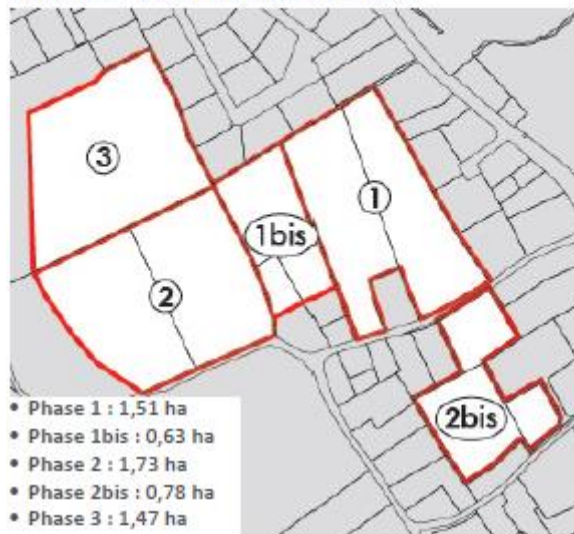 3
1
1bis
2
2bis
• Phase 1 : 1,51 ha
• Phase 1bis : 0,63 ha
• Phase 2 : 1,73 ha
• Phase 2bis : 0,78 ha
• Phase 3 : 1,47 ha